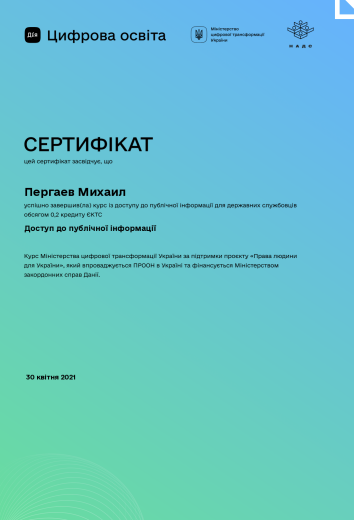 Дія Цифрова освіта
Міністерство
цифрової трансформації
України
НАДС
СЕРТИФІКАТ
цей сертифікат засвідчує, що
Пергаев Михаил
успішно завершив(ла) курс із доступу до публічної інформації для державних службовців
обсягом 0,2 кредиту ЄКТС
Доступ до публічної інформації
Курс Міністерства цифрової трансформації України за підтримки проєкту «Права людини
для України», який впроваджується ПРООН в Україні та фінансується Міністерством
закордонних справ Данії.
30 квітня 2021